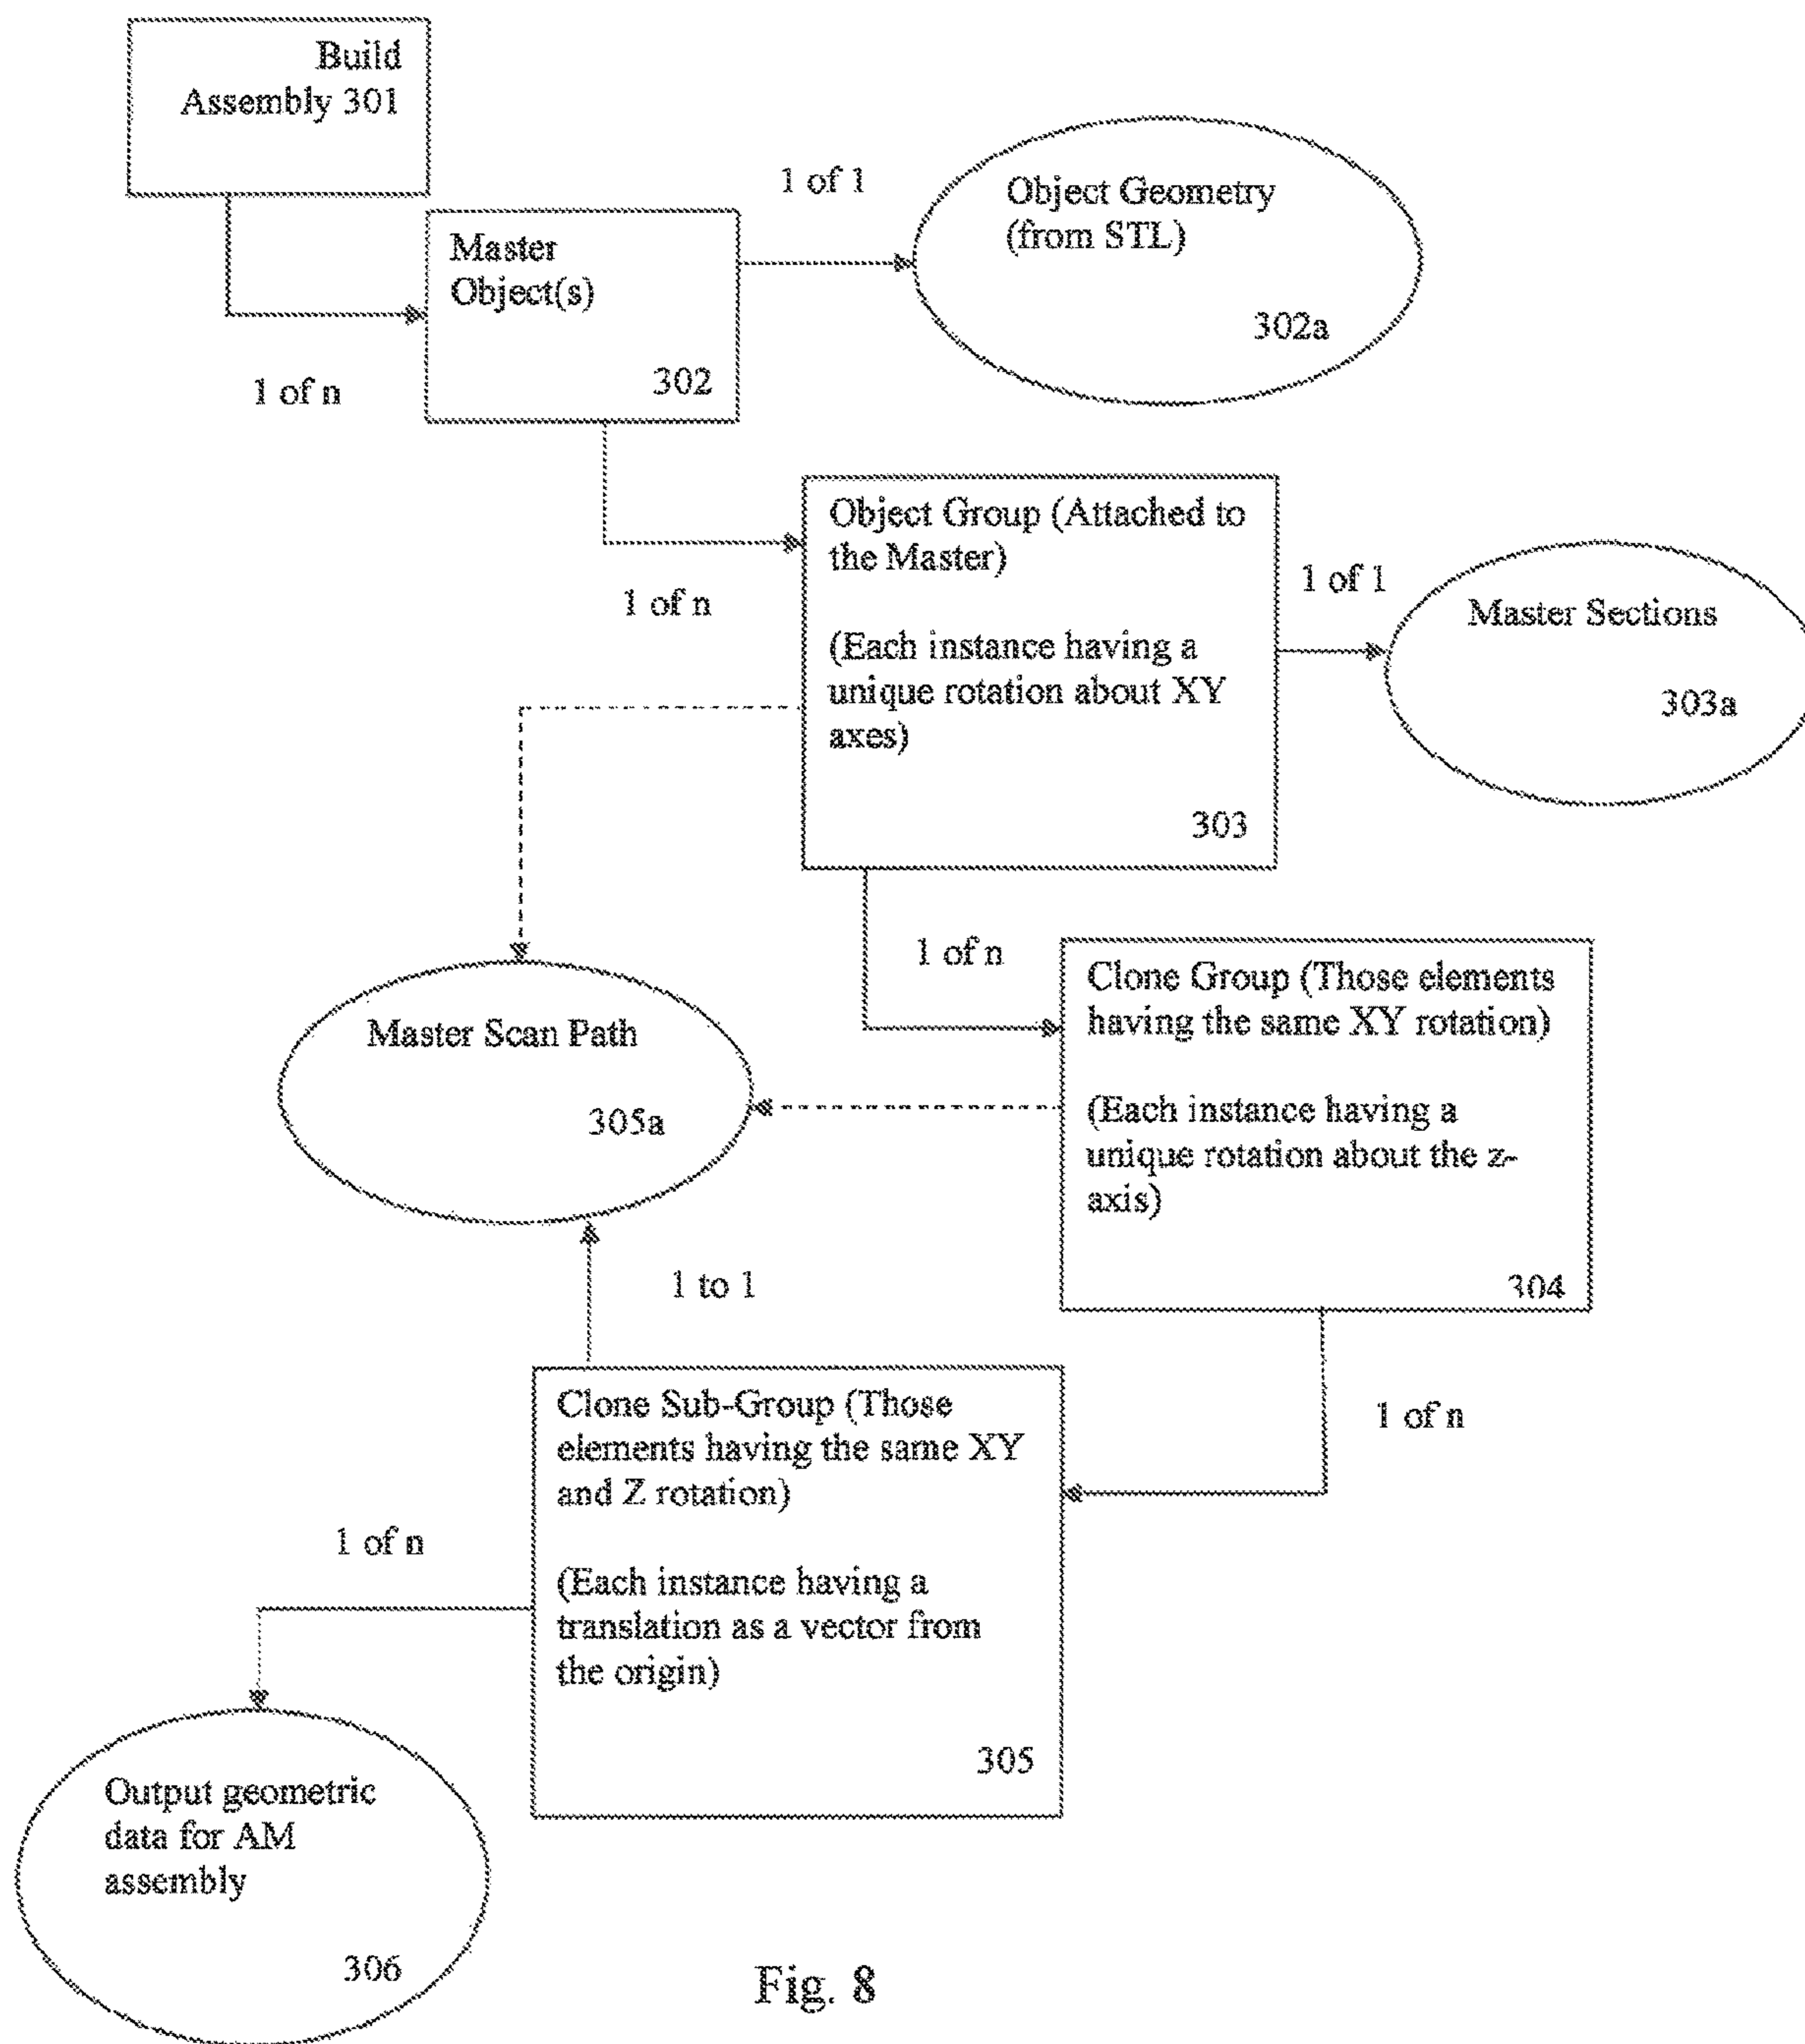 Build
Assembly 301
1 of n
Master
Object(s)
302
1 of 1
Object Geometry
(from STL)
302a
1 of n
Object Group (Attached to
the Master)
(Each instance having a
unique rotation about XY
axes)
303
1 of 1
Master Sections
303a
1 of n
Clone Group (Those elements
having the same XY rotation)
(Each instance having a
unique rotation about the z-
axis)
304
Master Scan Path
305a
1 to 1
1 of n
Clone Sub-Group (Those
elements having the same XY
and Z rotation)
(Each instance having a
translation as a vector from
the origin)
305
1 of n
Output geometric
data for AM
assembly
306
Fig. 8